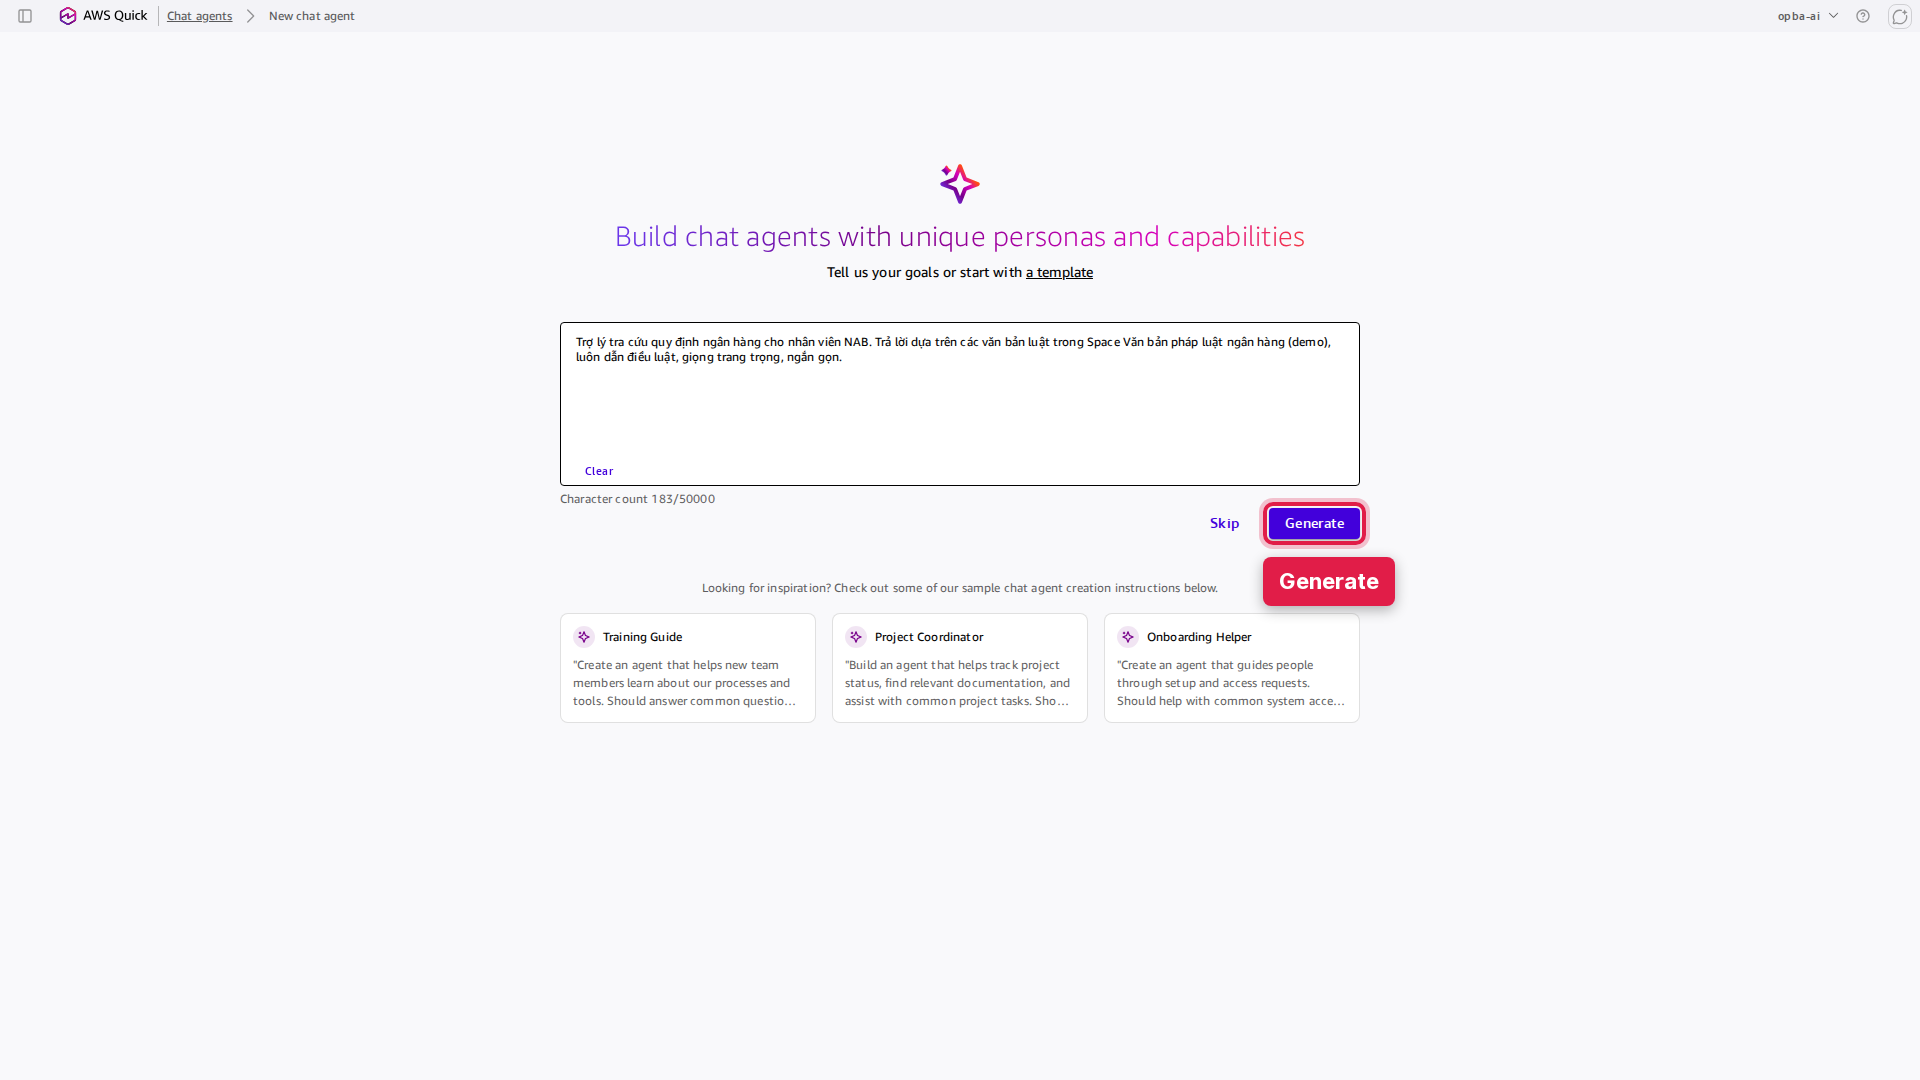 AWS Quick
Chat agents
New chat agent
opba-ai
Build chat agents with unique personas and capabilities
Tell us your goals or start with a template
Trợ lý tra cứu quy định ngân hàng cho nhân viên NAB. Trả lời dựa trên các văn bản luật trong Space Văn bản pháp luật ngân hàng (demo),
luôn dẫn điều luật, giọng trang trọng, ngắn gọn.
Clear
Character count 183/50000
Skip
Generate
Generate
Looking for inspiration? Check out some of our sample chat agent creation instructions below.
Training Guide
"Create an agent that helps new team
members learn about our processes and
tools. Should answer common questio...
Project Coordinator
"Build an agent that helps track project
status, find relevant documentation, and
assist with common project tasks. Sho...
Onboarding Helper
"Create an agent that guides people
through setup and access requests.
Should help with common system acce...